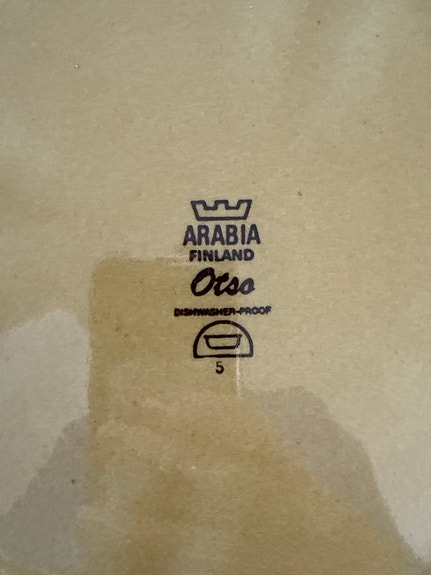 ARABIA
FINLAND
Otso
DISHWASHER-PROOF
5